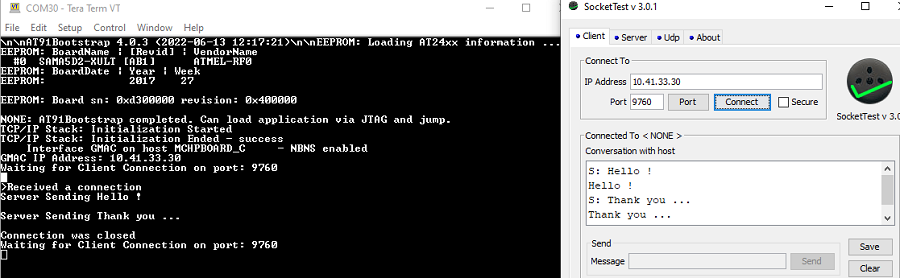 COM30 - Tera Term VT
File Edit Setup Control Window Help
\n\nAT91Bootstrap 4.0.3 (2022-06-13 12:17:21)\n\nEEPROM: Loading AT24xx information ...
EEPROM: BoardName | [Revid] | VendorName
#0 SAMA5D2-XULT [AB1] ATMEL-RF0
EEPROM: BoardDate | Year | Week
EEPROM: 2017 27
EEPROM: Board sn: 0xd300000 revision: 0x400000
NONE: AT91Bootstrap completed. Can load application via JTAG and jump.
TCP/IP Stack: Initialization Started
TCP/IP Stack: Initialization Ended - success
Interface GMAC on host MCHPBOARD_C - NBNS enabled
GMAC IP Address: 10.41.33.30
Waiting for Client Connection on port: 9760
>Received a connection
Server Sending Hello !
Server Sending Thank you ...
Connection was closed
Waiting for Client Connection on port: 9760
SocketTest v 3.0.1
Client Server Udp About
Connect To
IP Address 10.41.33.30
Port 9760 Port Connect Secure
SocketTest v 3.0
Connected To < NONE >
Conversation with host
S: Hello !
Hello !
S: Thank you ...
Thank you ...
Send
Message Send
Save
Clear